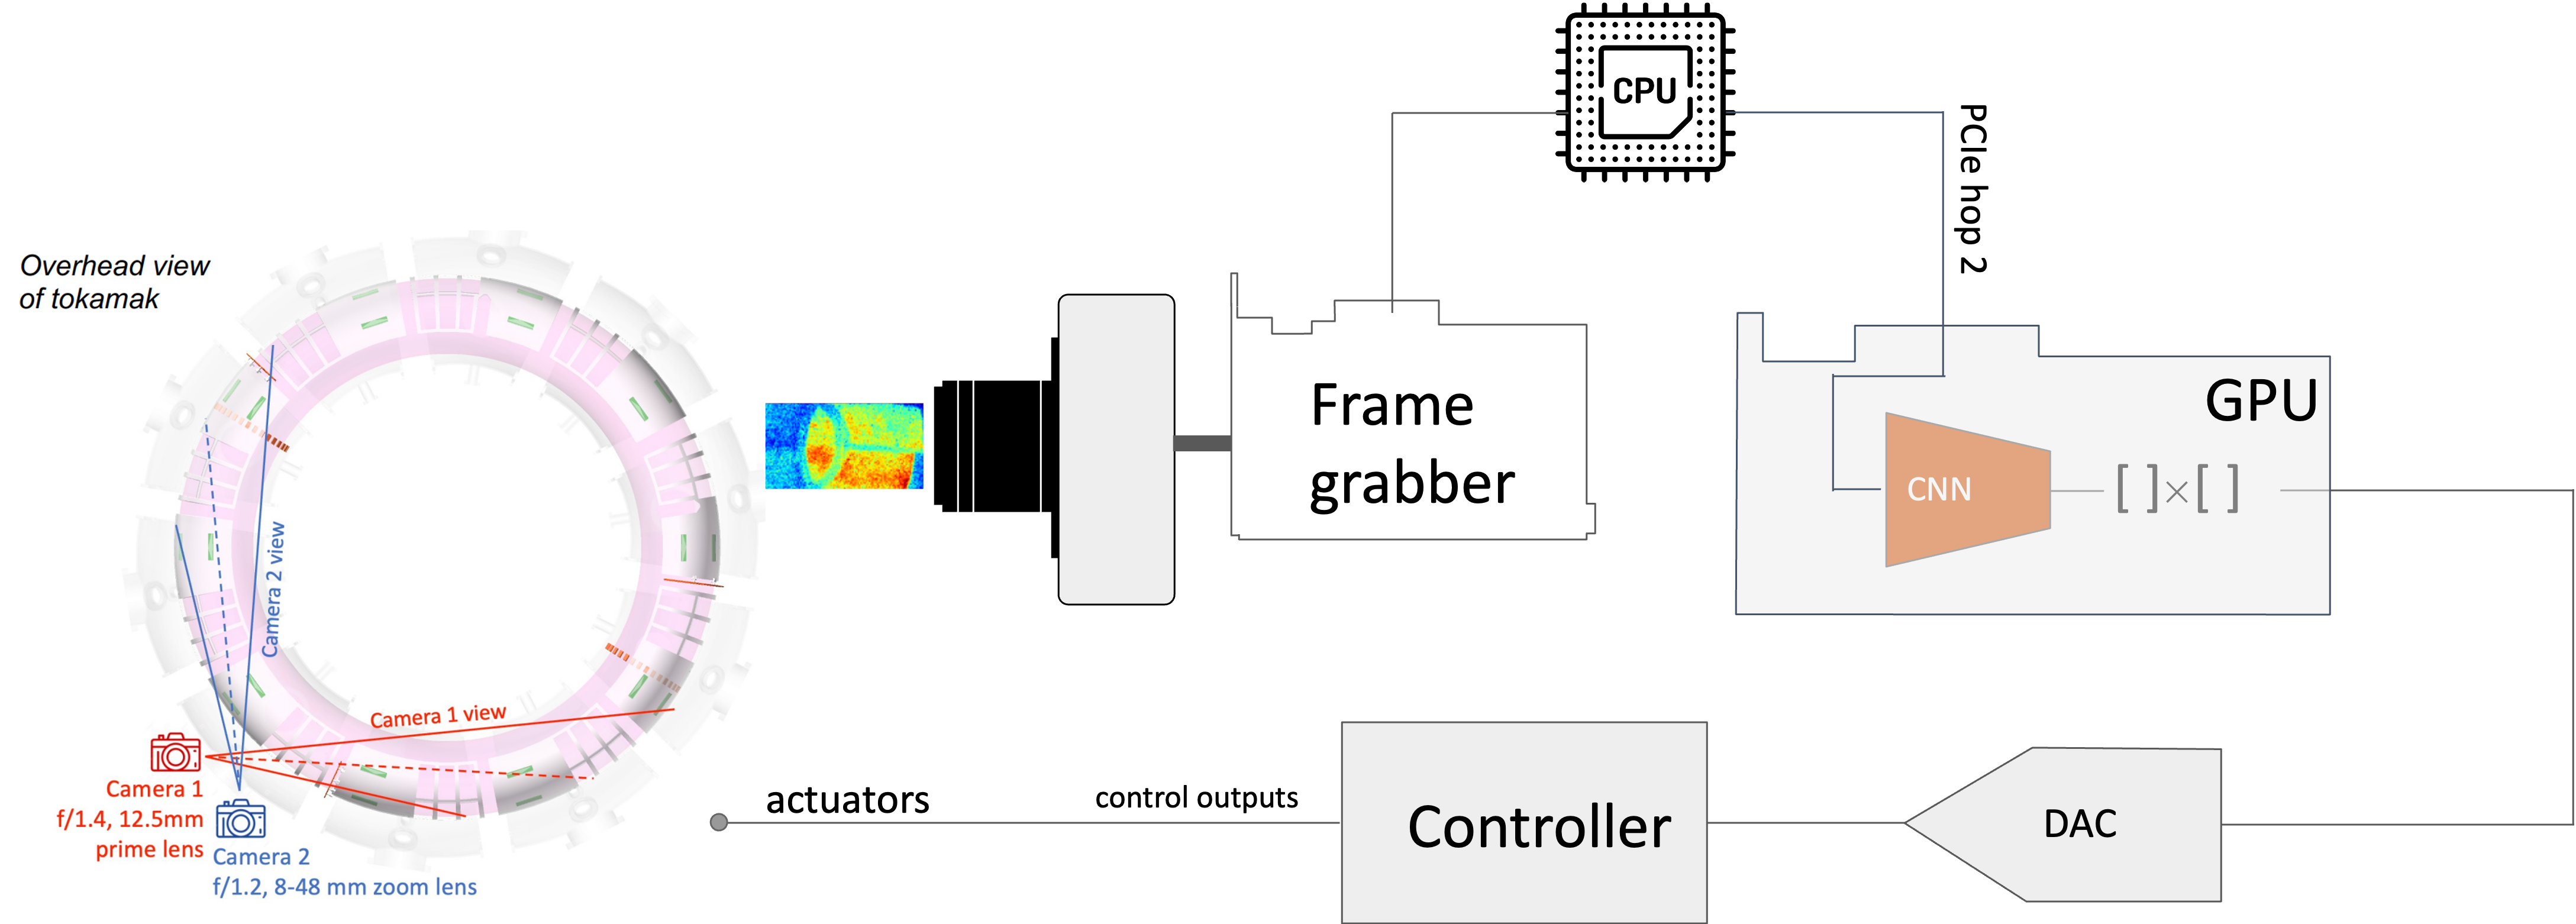 Overhead view
of tokamak
Camera 2 view
Camera 1 view
Camera 1
f/1.4, 12.5mm
prime lens
Camera 2
f/1.2, 8-48 mm zoom lens
Frame
grabber
CPU
PCIe hop 2
GPU
CNN
[ ]×[ ]
DAC
Controller
control outputs
actuators